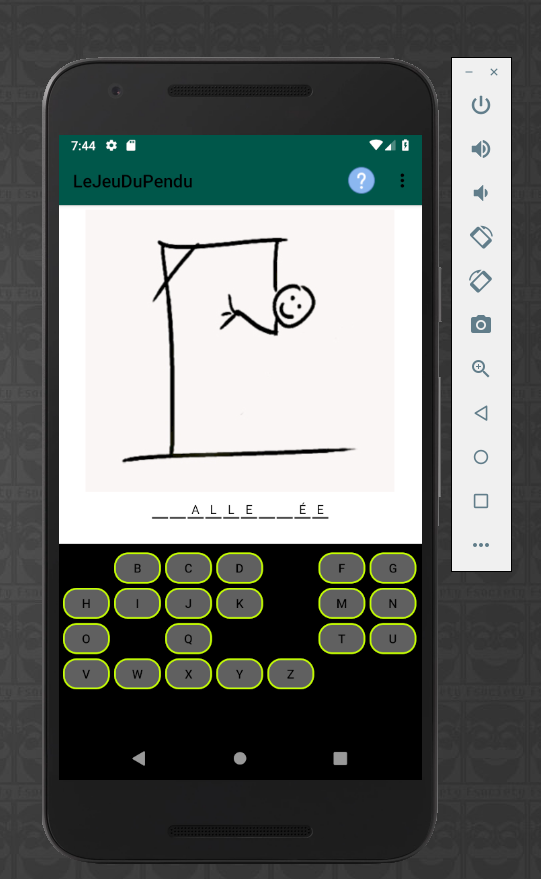 7:44
LeJeuDuPendu ?
_ _ A L L E _ _ É E
B C D F G
H I J K M N
O Q T U
V W X Y Z